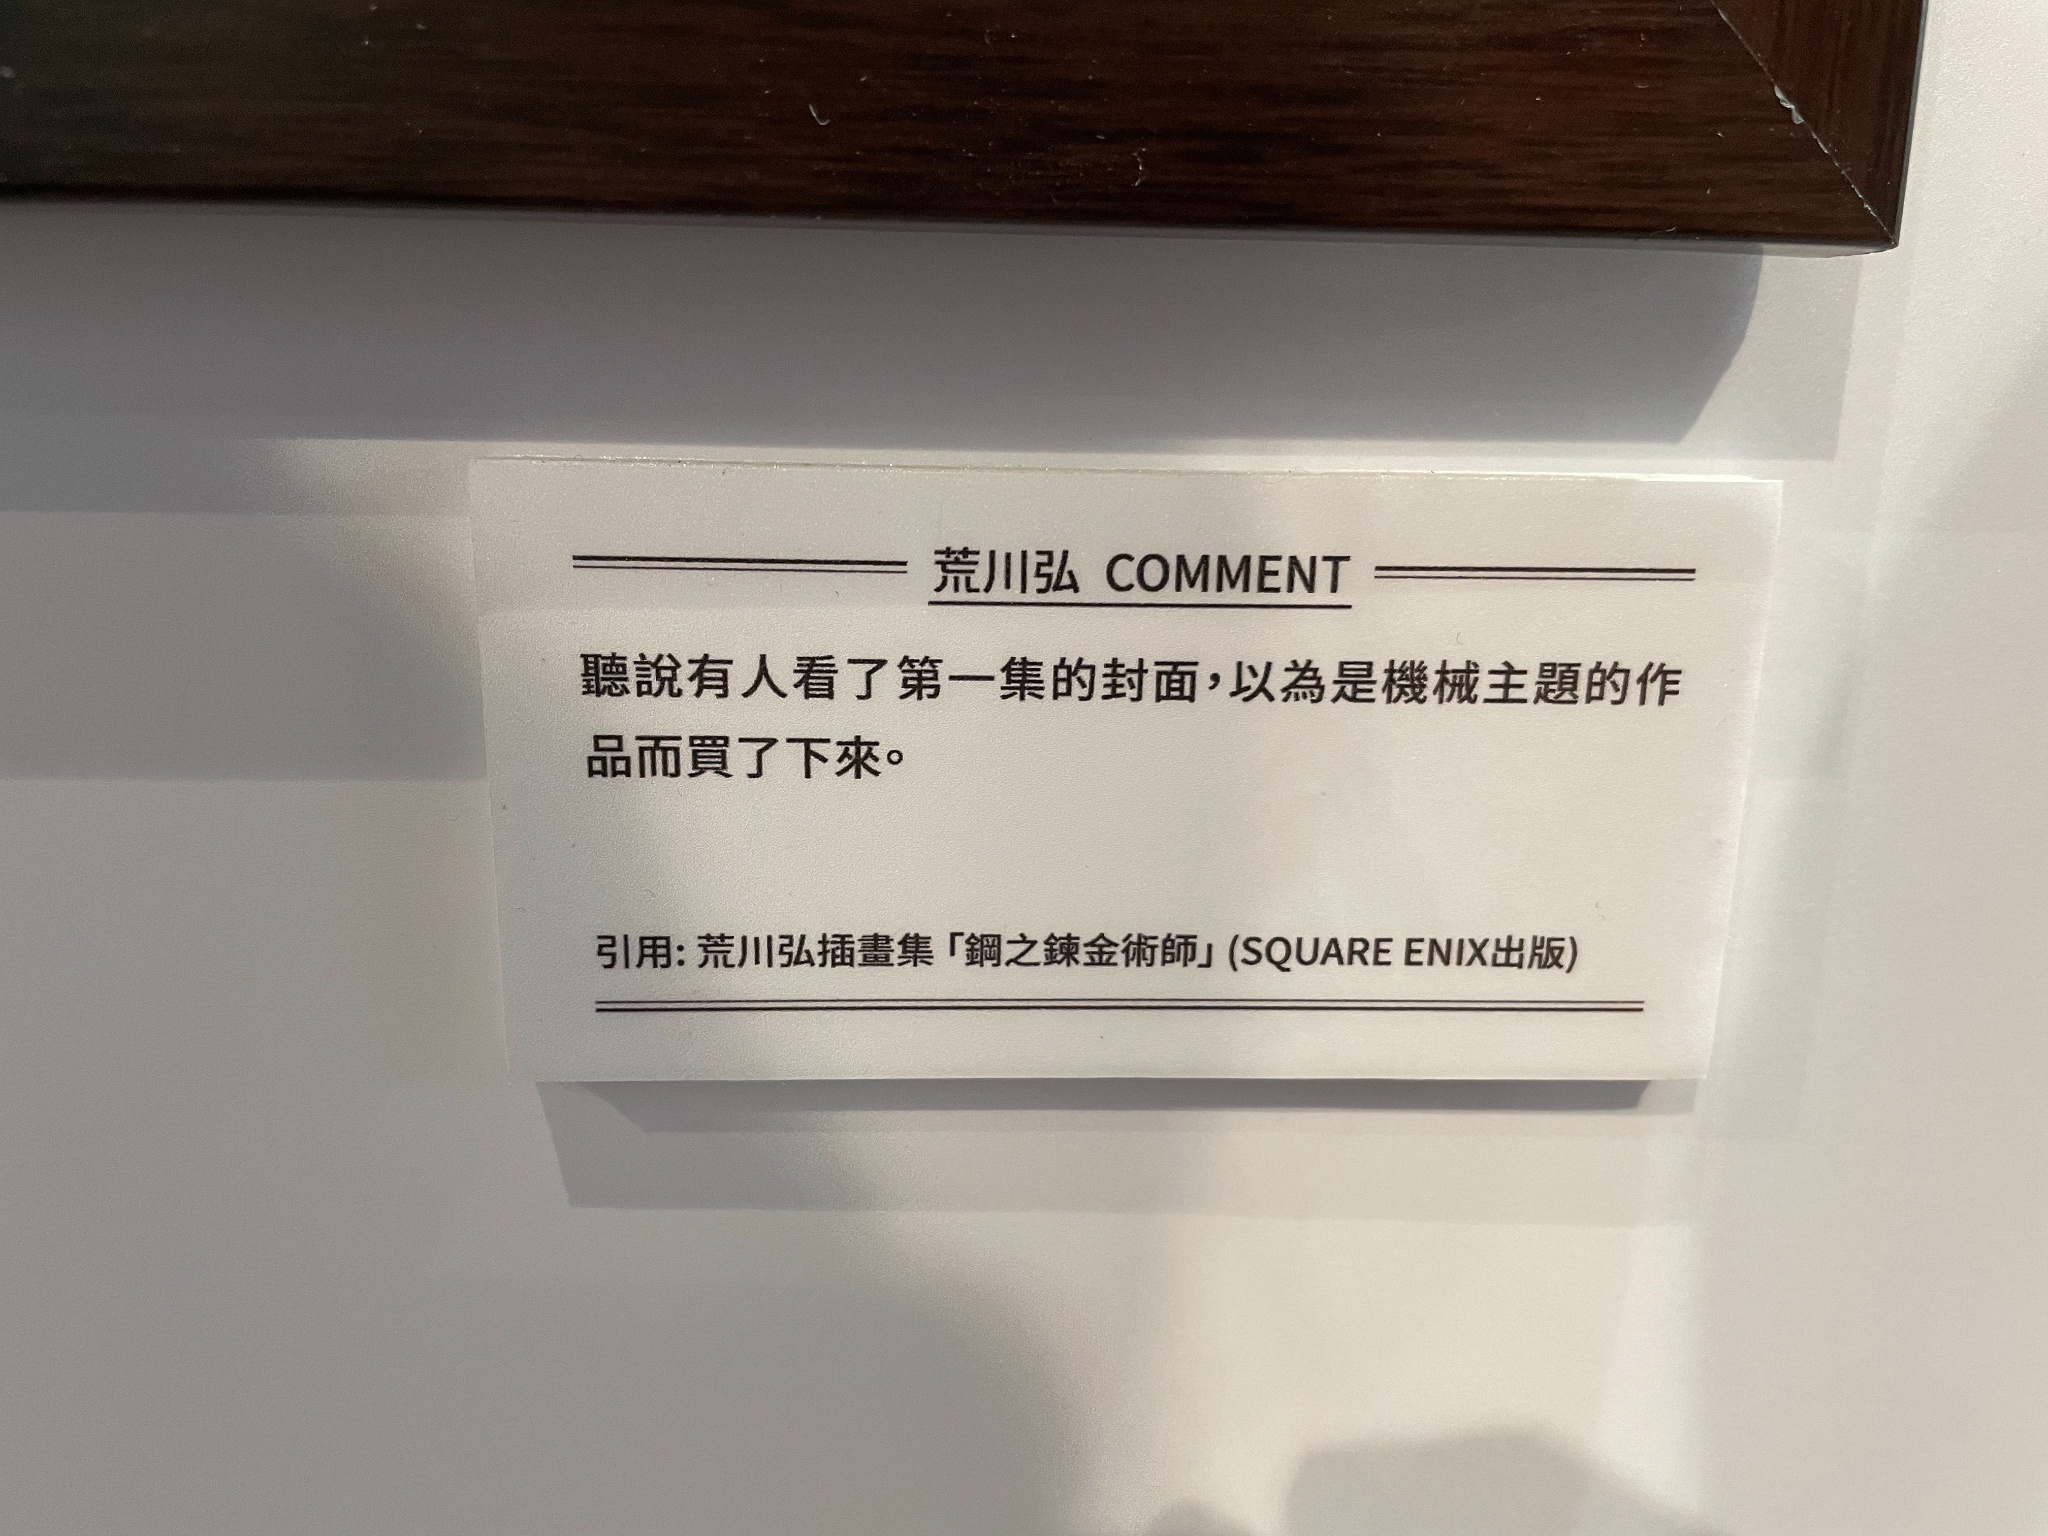 荒川弘 COMMENT
聽說有人看了第一集的封面，以為是機械主題的作
品而買了下來。
引用: 荒川弘插畫集「鋼之鍊金術師」(SQUARE ENIX出版)